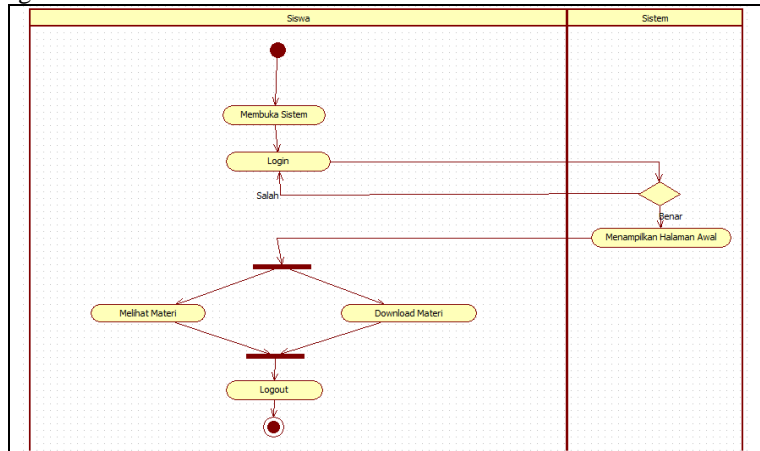 Siswa
Sistem
Membuka Sistem
Login
Salah
Benar
Menampilkan Halaman Awal
Melihat Materi
Download Materi
Logout